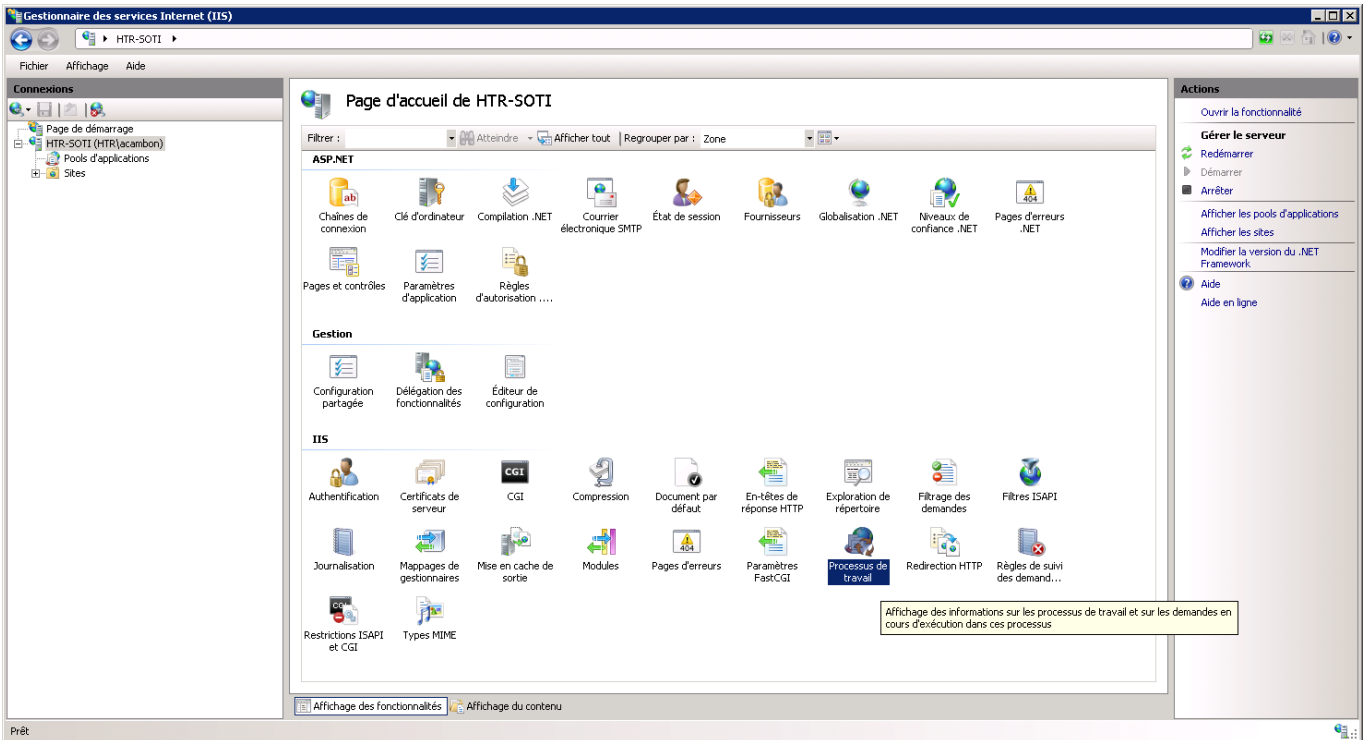 Gestionnaire des services Internet (IIS)
HTR-SOTI
Fichier Affichage Aide
Connexions
Page de démarrage
HTR-SOTI (HTR\acambon)
Pools d'applications
Sites
Page d'accueil de HTR-SOTI
Filtrer : Atteindre Afficher tout Regrouper par : Zone
ASP.NET
Chaînes de connexion
Clé d'ordinateur
Compilation .NET
Courrier électronique SMTP
État de session
Fournisseurs
Globalisation .NET
Niveaux de confiance .NET
Pages d'erreurs .NET
Pages et contrôles
Paramètres d'application
Règles d'autorisation ....
Gestion
Configuration partagée
Délégation des fonctionnalités
Éditeur de configuration
IIS
Authentification
Certificats de serveur
CGI
Compression
Document par défaut
En-têtes de réponse HTTP
Exploration de répertoire
Filtrage des demandes
Filtres ISAPI
Journalisation
Mappages de gestionnaires
Mise en cache de sortie
Modules
Pages d'erreurs
Paramètres FastCGI
Processus de travail
Redirection HTTP
Règles de suivi des demand...
Restrictions ISAPI et CGI
Types MIME
Affichage des informations sur les processus de travail et sur les demandes en
cours d'exécution dans ces processus
Affichage des fonctionnalités Affichage du contenu
Actions
Ouvrir la fonctionnalité
Gérer le serveur
Redémarrer
Démarrer
Arrêter
Afficher les pools d'applications
Afficher les sites
Modifier la version du .NET
Framework
Aide
Aide en ligne
Prêt